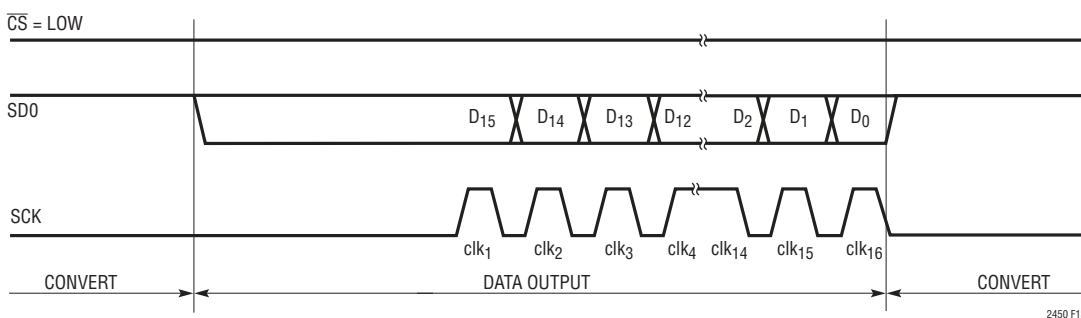 CS = LOW
SD0
D15 D14 D13 D12 D2 D1 D0
SCK
clk1 clk2 clk3 clk4 clk14 clk15 clk16
CONVERT DATA OUTPUT CONVERT
2450 F1